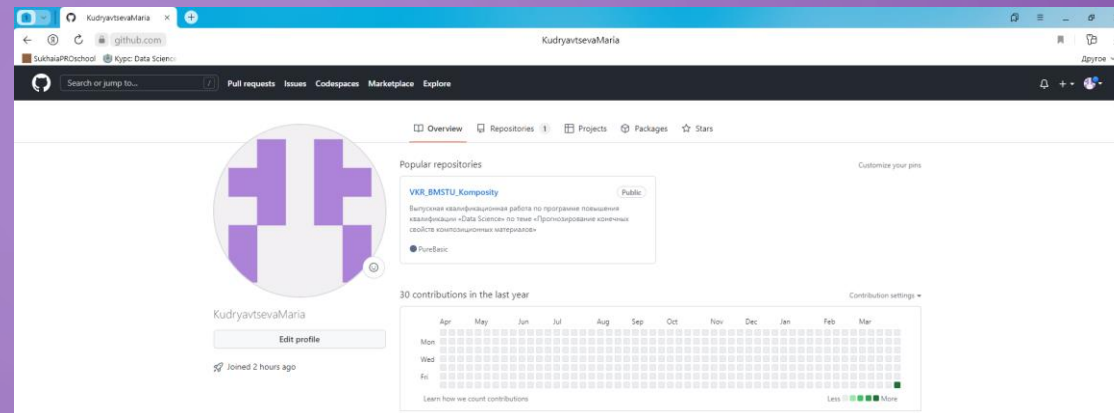 KudryavtsevaMaria
github.com
KudryavtsevaMaria
SukhaiaPROschool
Курс: Data Science
Другое
Search or jump to...
/
Pull requests Issues Codespaces Marketplace Explore
Overview Repositories 1 Projects Packages Stars
Popular repositories
Customize your pins
VKR_BMSTU_Komposity
Public
Выпускная квалификационная работа по программе повышения
квалификации «Data Science» по теме «Прогнозирование конечных
свойств композиционных материалов»
PureBasic
30 contributions in the last year
Contribution settings
KudryavtsevaMaria
Edit profile
Joined 2 hours ago
Apr May Jun Jul Aug Sep Oct Nov Dec Jan Feb Mar
Mon
Wed
Fri
Learn how we count contributions
Less More